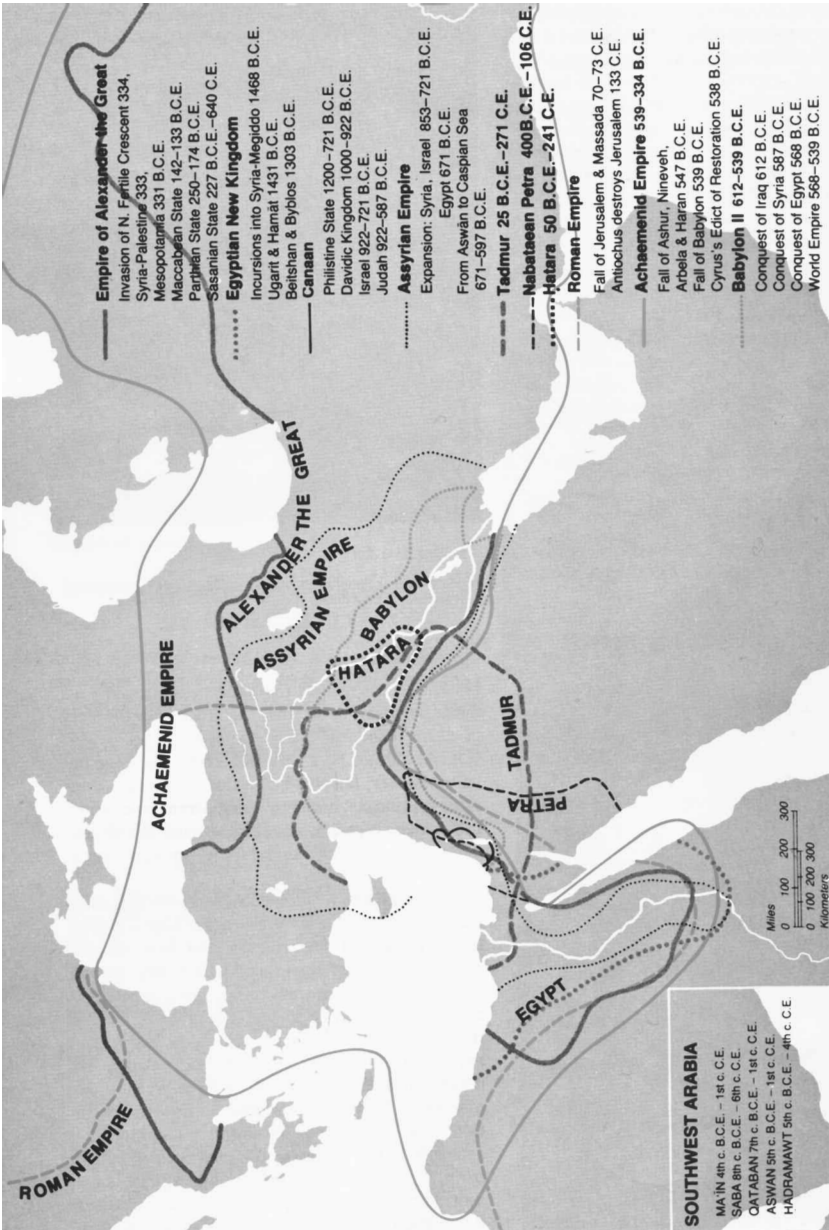 Empire of Alexander the Great
Invasion of N. Fertile Crescent 334,
Syria-Palestine 333,
Mesopotamia 331 B.C.E.
Maccabean State 142–133 B.C.E.
Parthian State 250–174 B.C.E.
Sasanian State 227 B.C.E.–640 C.E.
Egyptian New Kingdom
Incursions into Syria-Megiddo 1468 B.C.E.
Ugarit & Hamat 1431 B.C.E.
Beitshan & Byblos 1303 B.C.E.
Canaan
Philistine State 1200–721 B.C.E.
Davidic Kingdom 1000–922 B.C.E.
Israel 922–721 B.C.E.
Judah 922–587 B.C.E.
Assyrian Empire
Expansion: Syria, Israel 853–721 B.C.E.
Egypt 671 B.C.E.
From Aswān to Caspian Sea
671–597 B.C.E.
Tadmur 25 B.C.E.–271 C.E.
Nabataean Petra 400 B.C.E.–106 C.E.
Hatara 50 B.C.E.–241 C.E.
Roman Empire
Fall of Jerusalem & Massada 70–73 C.E.
Antiochus destroys Jerusalem 133 C.E.
Achaemenid Empire 539–334 B.C.E.
Fall of Ashur, Nineveh,
Arbela & Haran 547 B.C.E.
Fall of Babylon 539 B.C.E.
Cyrus's Edict of Restoration 538 B.C.E.
Babylon II 612–539 B.C.E.
Conquest of Iraq 612 B.C.E.
Conquest of Syria 587 B.C.E.
Conquest of Egypt 568 B.C.E.
World Empire 568–539 B.C.E.
ROMAN EMPIRE
ACHAEMENID EMPIRE
ALEXANDER THE GREAT
ASSYRIAN EMPIRE
BABYLON
HATARA
TADMUR
PETRA
EGYPT
Miles
0 100 200 300
0 100 200 300
Kilometers
SOUTHWEST ARABIA
MA'ĪN 4th c. B.C.E. – 1st c. C.E.
SABA 8th c. B.C.E. – 6th c. C.E.
QATABAN 7th c. B.C.E. – 1st c. C.E.
ASWAN 5th c. B.C.E. – 1st c. C.E.
HADRAMAWT 5th c. B.C.E. – 4th c. C.E.